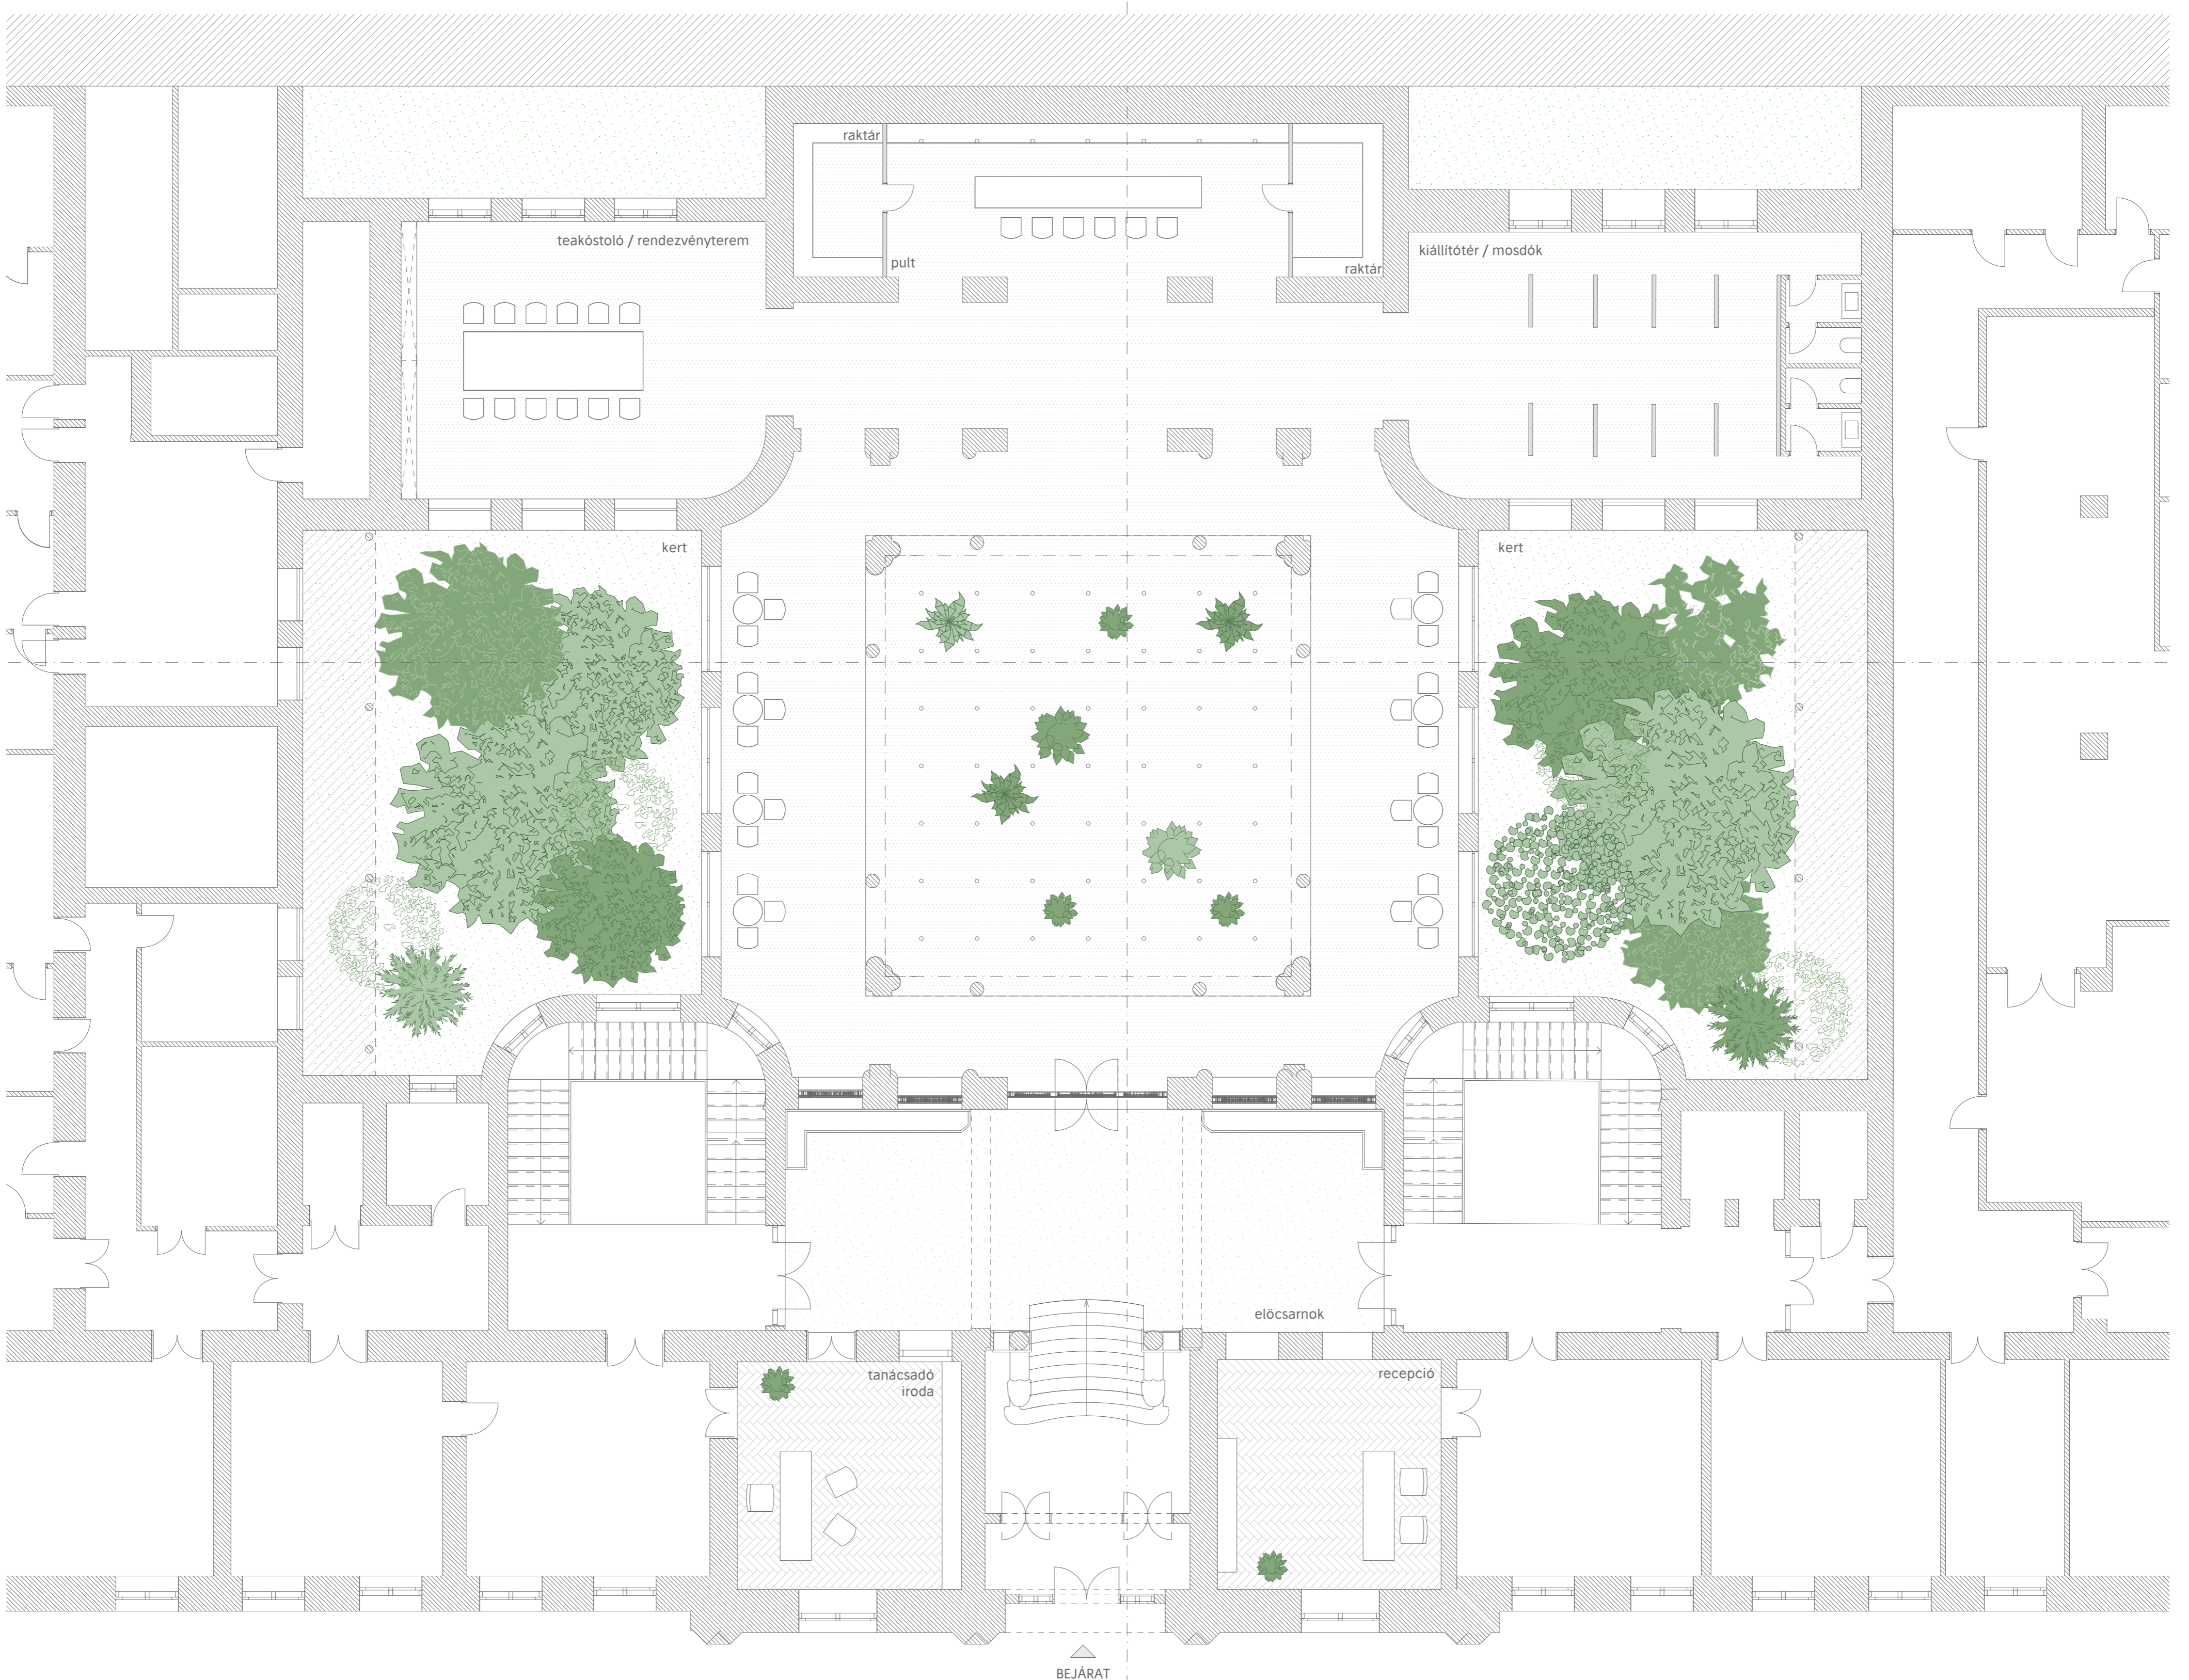 raktár
teakóstoló / rendezvényterem
kiállítótér / mosdók
pult
raktár
kert
kert
elöcsarnok
tanácsadó
iroda
recepció
BEJÁRAT